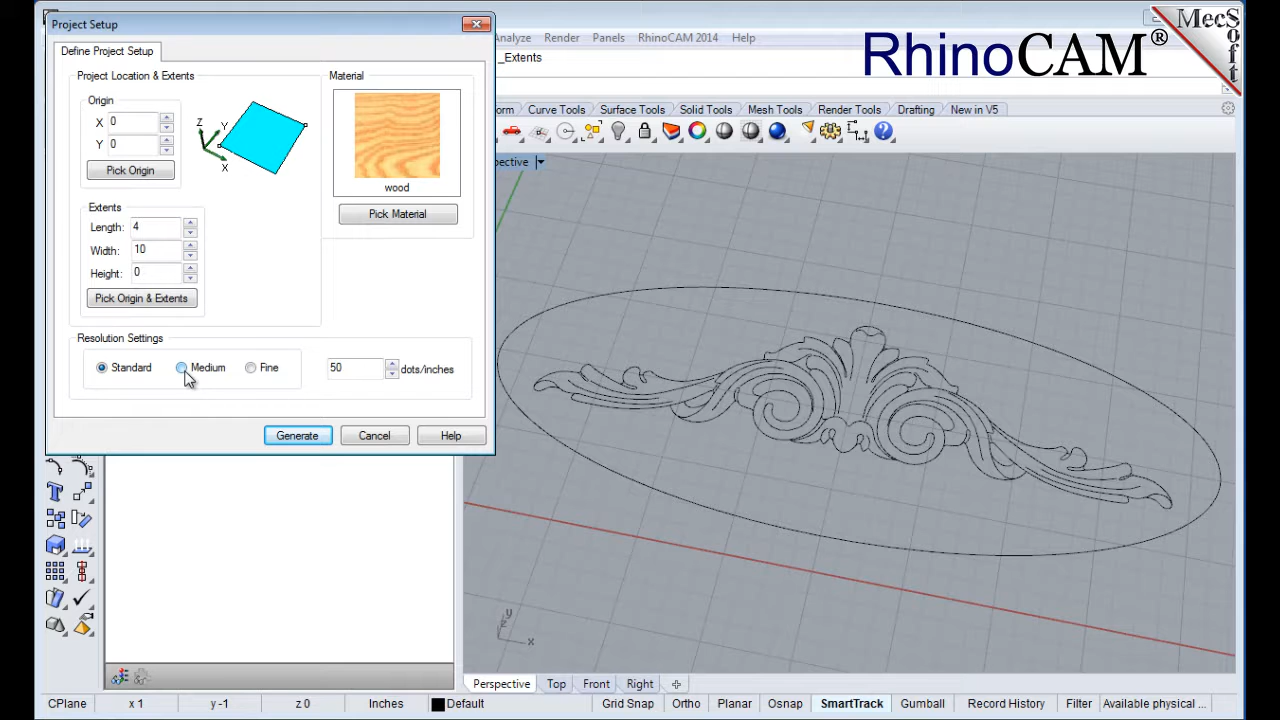 Project Setup
Define Project Setup
Project Location & Extents
Origin
X 0
Y 0
Pick Origin
Z
Y
X
Extents
Length: 4
Width: 10
Height: 0
Pick Origin & Extents
Material
wood
Pick Material
Resolution Settings
Standard Medium Fine 50 dots/inches
Generate Cancel Help
Analyze Render Panels RhinoCAM 2014 Help
_Extents
RhinoCAM®
MecSoft
Curve Tools Surface Tools Solid Tools Mesh Tools Render Tools Drafting New in V5
x
Perspective Top Front Right
CPlane x 1 y -1 z 0 Inches Default Grid Snap Ortho Planar Osnap SmartTrack Gumball Record History Filter Available physical ...